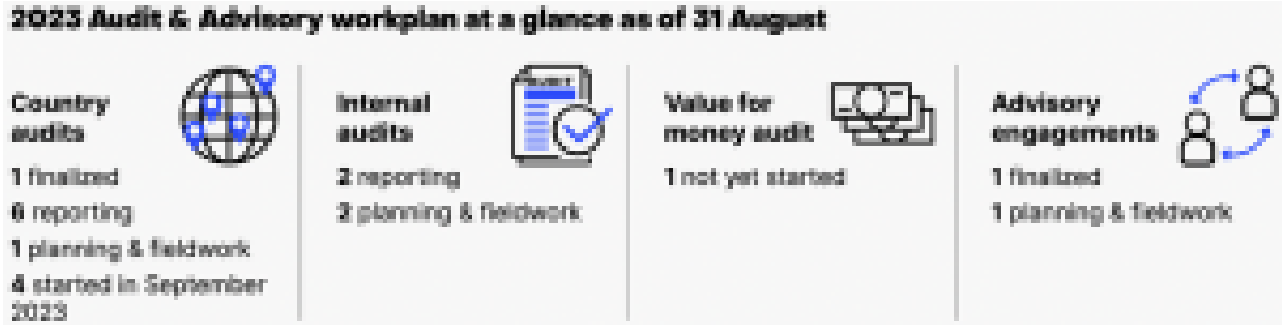 2023 Audit & Advisory workplan at a glance as of 31 August
Country
audits
1 finalized
6 reporting
1 planning & fieldwork
4 started in September
2023
AUDIT
Internal
audits
2 reporting
2 planning & fieldwork
Value for
money audit
1 not yet started
Advisory
engagements
1 finalized
1 planning & fieldwork